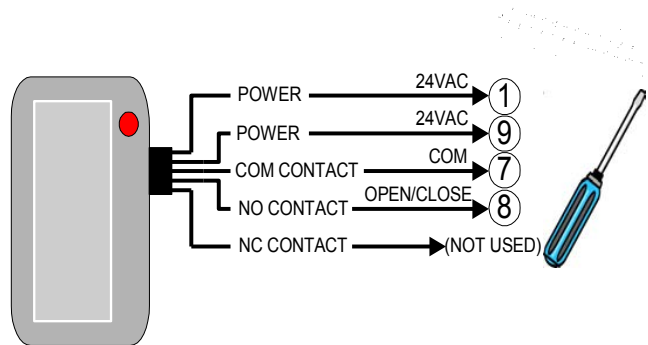 POWER 24VAC 1
POWER 24VAC 9
COM CONTACT COM 7
NO CONTACT OPEN/CLOSE 8
NC CONTACT (NOT USED)